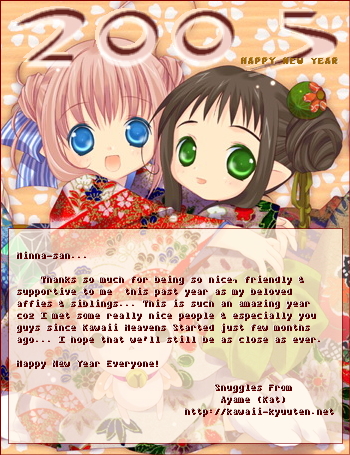 2005
HAPPY NEW YEAR
Minna-san...
Thanks so much for being so nice, friendly &
supportive to me this past year as my beloved
affies & siblings... This is such an amazing year
coz I met some really nice people & especially you
guys since Kawaii Heavens Started just few months
ago... I hope that we'll still be as close as ever.
Happy New Year Everyone!
Snuggles From
Ayame (Kat)
http://kawaii-kyuuten.net